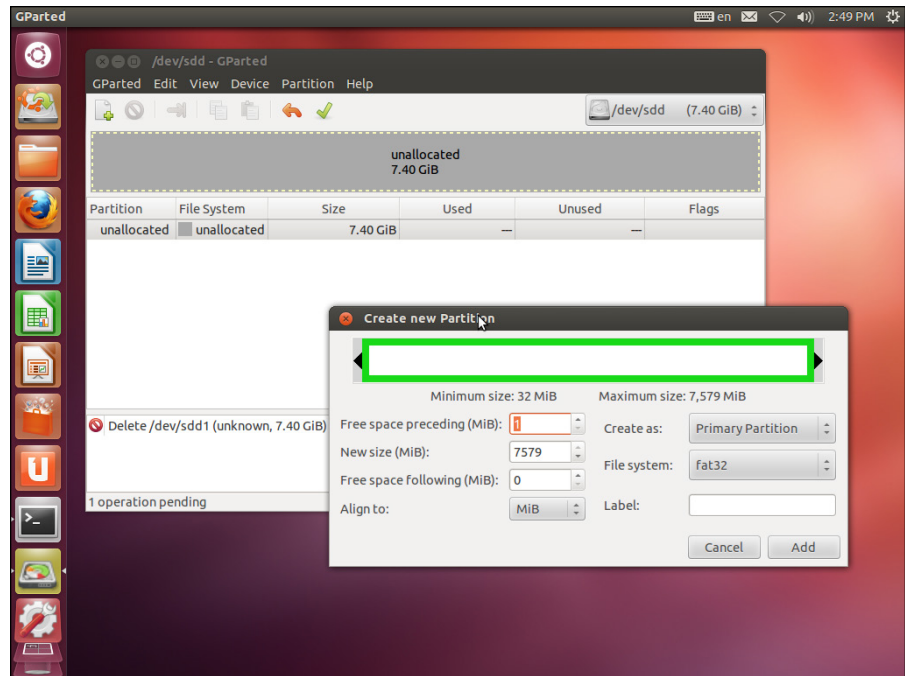 GParted en 2:49 PM
/dev/sdd - GParted
GParted Edit View Device Partition Help
/dev/sdd (7.40 GiB)
unallocated
7.40 GiB
Partition File System Size Used Unused Flags
unallocated unallocated 7.40 GiB --- ---
Create new Partition
Minimum size: 32 MiB Maximum size: 7,579 MiB
Delete /dev/sdd1 (unknown, 7.40 GiB)
1 operation pending
Free space preceding (MiB): 1 Create as: Primary Partition
New size (MiB): 7579 File system: fat32
Free space following (MiB): 0
Align to: MiB Label:
Cancel Add